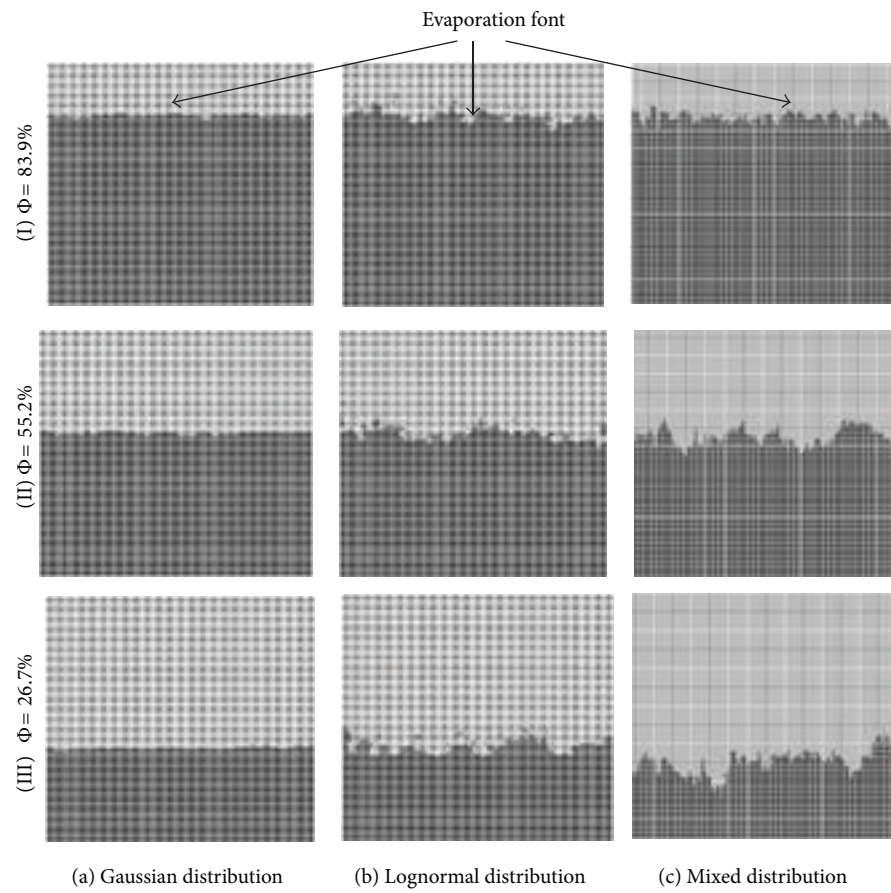 Evaporation font
(I) Φ = 83.9%
(II) Φ = 55.2%
(III) Φ = 26.7%
(a) Gaussian distribution
(b) Lognormal distribution
(c) Mixed distribution